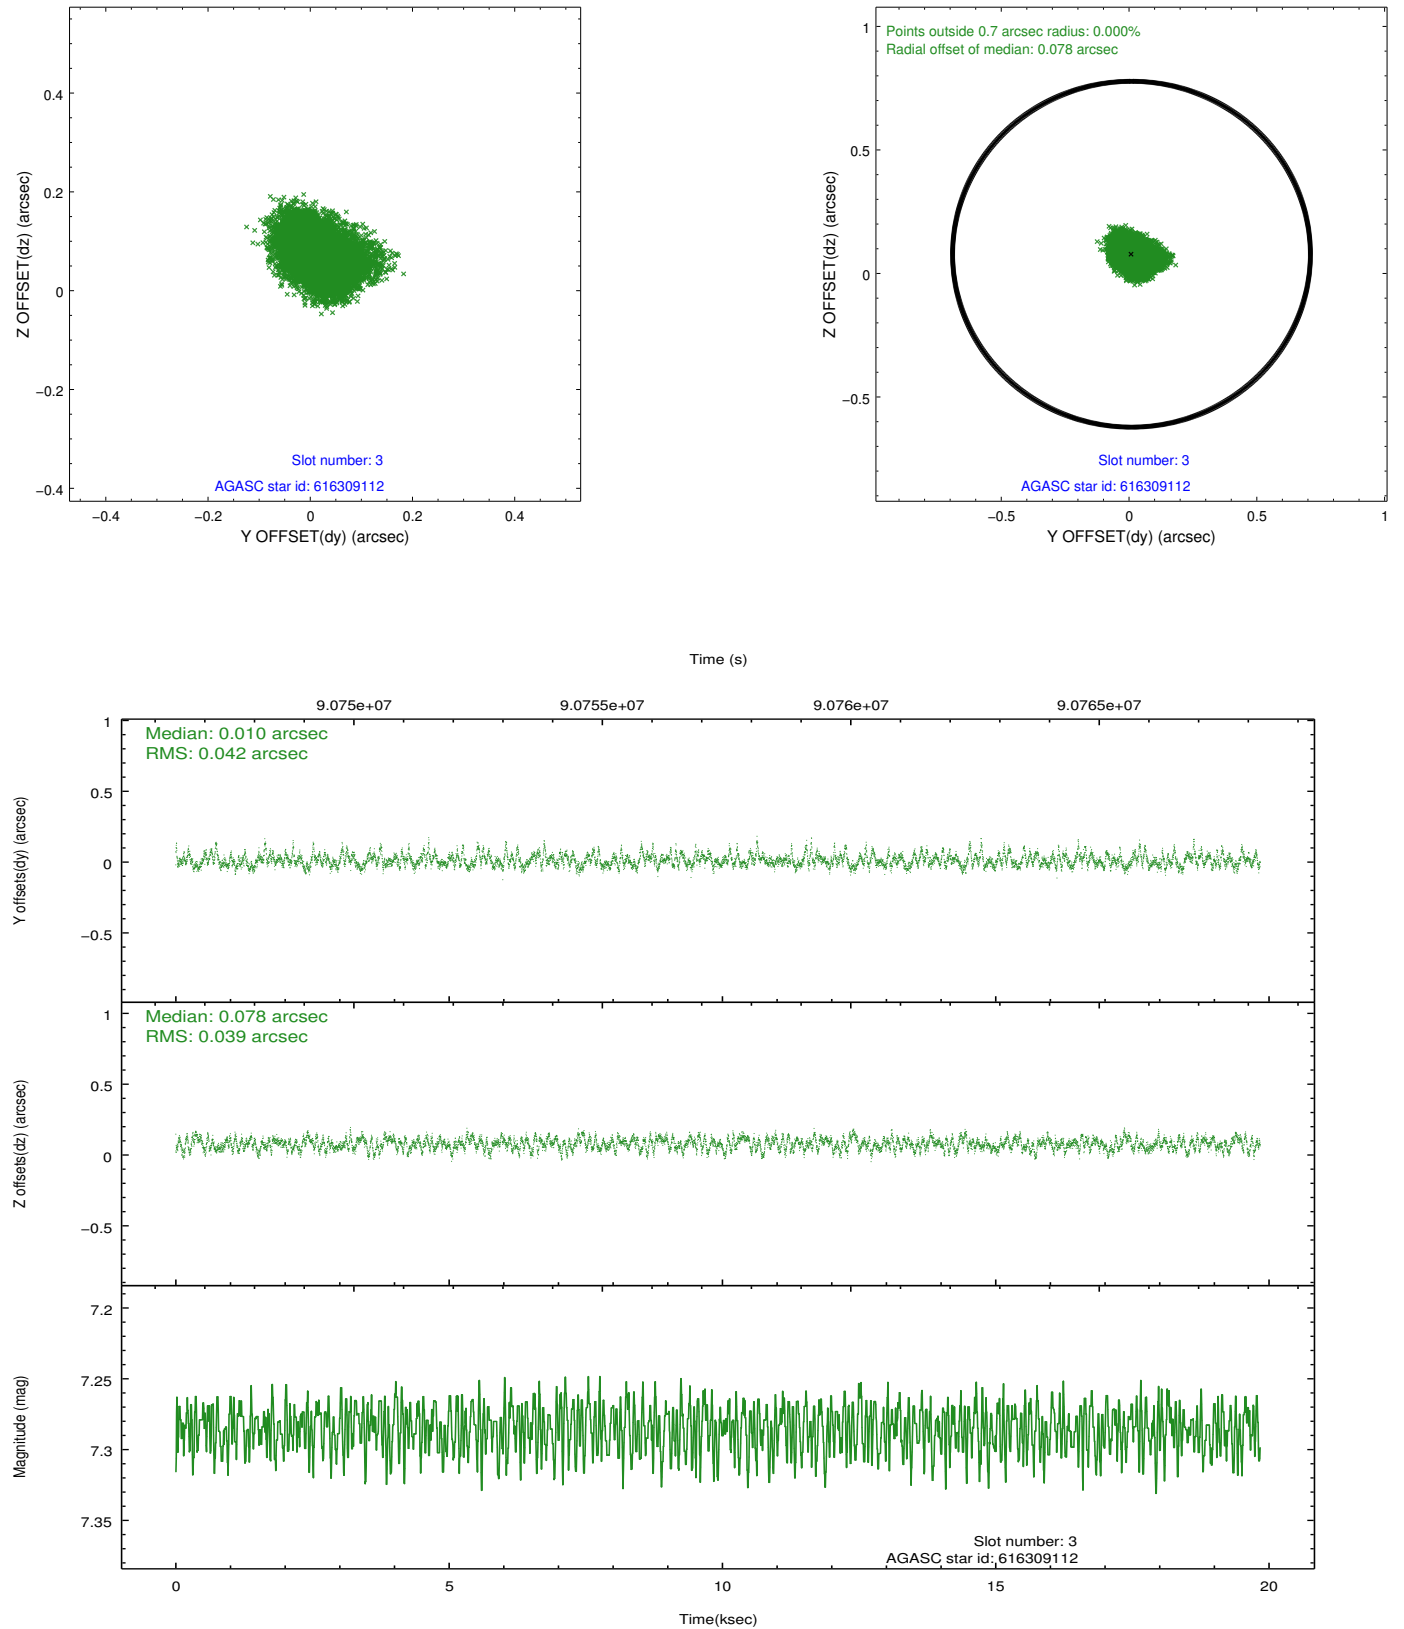 0.4
0.2
0
−0.2
−0.4
−0.4
−0.2
0
0.2
0.4
Z OFFSET(dz) (arcsec)
Y OFFSET(dy) (arcsec)
Slot number: 3
AGASC star id: 616309112
Points outside 0.7 arcsec radius: 0.000%
Radial offset of median: 0.078 arcsec
1
0.5
0
−0.5
−0.5
0
0.5
1
Z OFFSET(dz) (arcsec)
Y OFFSET(dy) (arcsec)
Slot number: 3
AGASC star id: 616309112
Time (s)
9.075e+07
9.0755e+07
9.076e+07
9.0765e+07
Median: 0.010 arcsec
RMS: 0.042 arcsec
1
0.5
0
−0.5
Y offsets(dy) (arcsec)
Median: 0.078 arcsec
RMS: 0.039 arcsec
1
0.5
0
−0.5
Z offsets(dz) (arcsec)
7.2
7.25
7.3
7.35
Magnitude (mag)
Slot number: 3
AGASC star id: 616309112
0
5
10
15
20
Time(ksec)